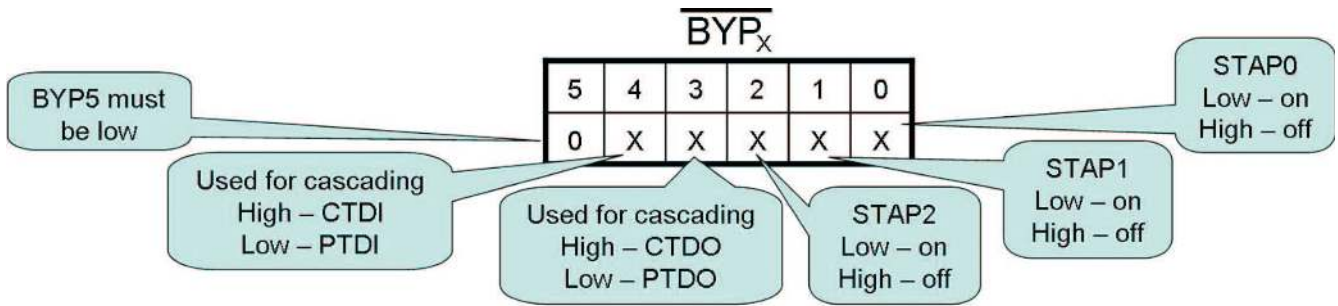 BYPX
5 4 3 2 1 0
0 X X X X X
BYP5 must
be low
Used for cascading
High – CTDI
Low – PTDI
Used for cascading
High – CTDO
Low – PTDO
STAP2
Low – on
High – off
STAP1
Low – on
High – off
STAP0
Low – on
High – off